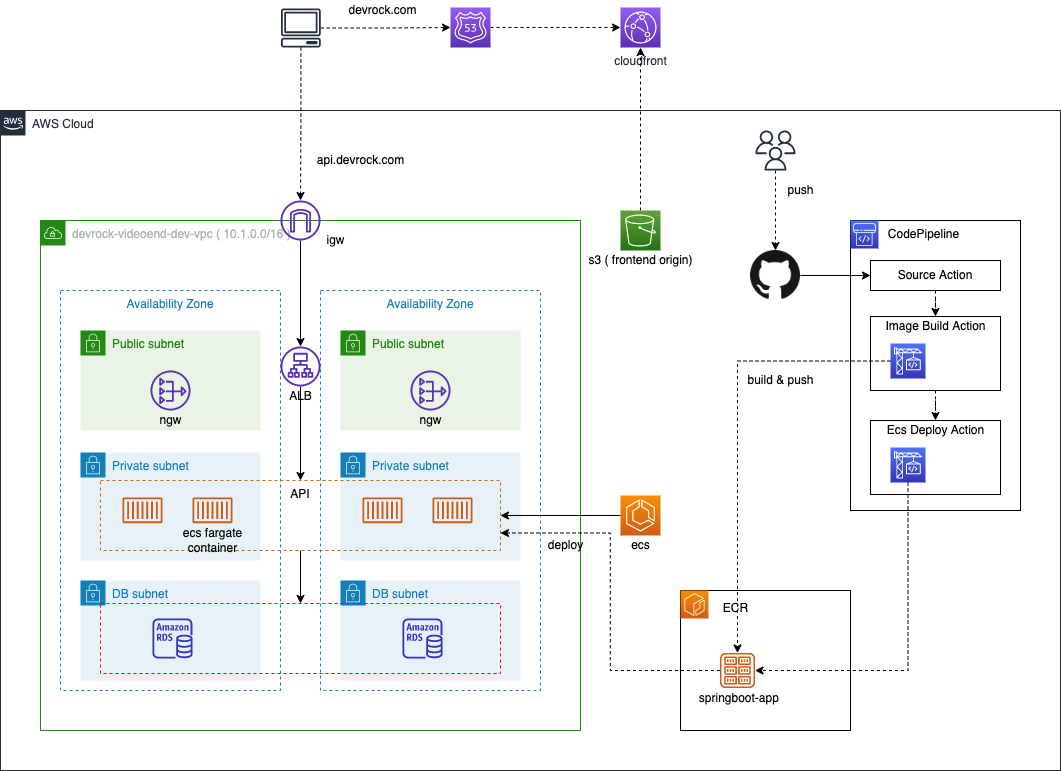 devrock.com
53
cloudfront
aws
AWS Cloud
api.devrock.com
push
devrock-videoend-dev-vpc ( 10.1.0.0/16 )
igw
s3 ( frontend origin)
CodePipeline
Source Action
Availability Zone
Availability Zone
Image Build Action
Public subnet
Public subnet
ngw
ALB
ngw
build & push
Ecs Deploy Action
Private subnet
Private subnet
API
ecs fargate
container
deploy
ecs
DB subnet
DB subnet
ECR
Amazon
RDS
Amazon
RDS
springboot-app